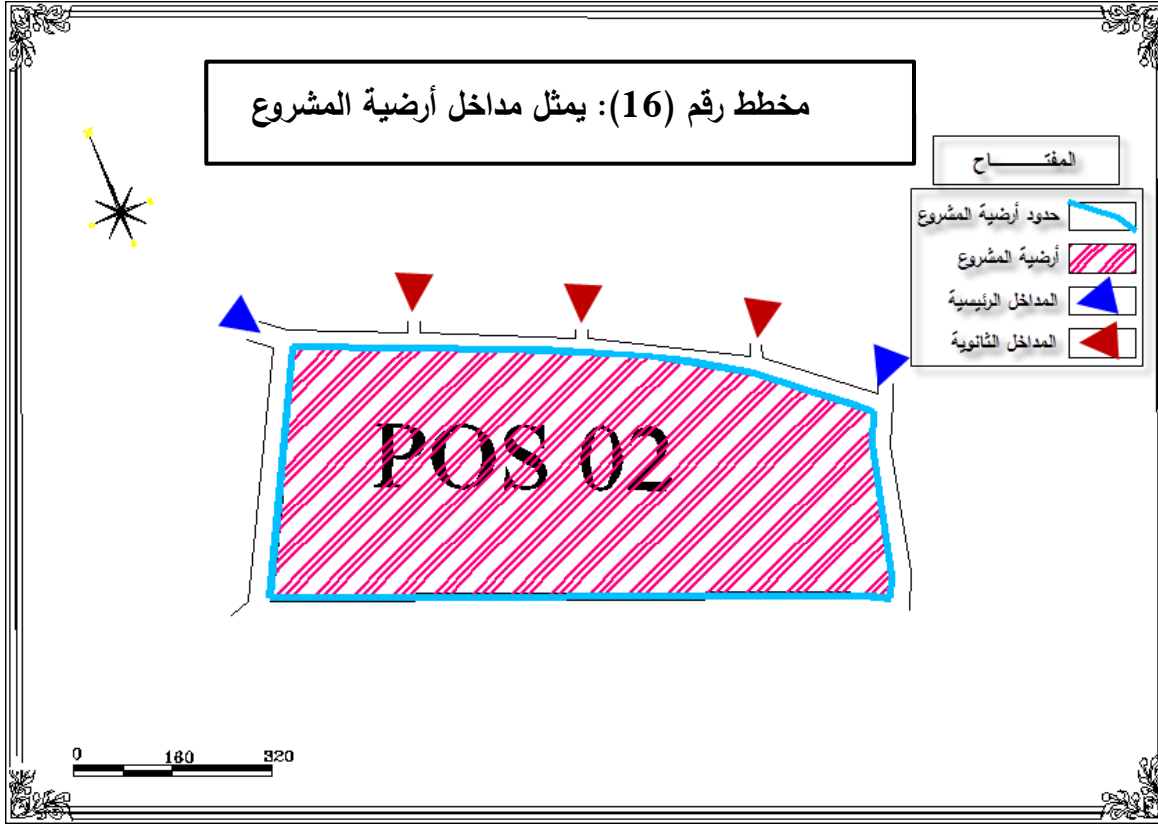 مخطط رقم (16): يمثل مداخل أرضية المشروع
المفتــــــــاح
حدود أرضية المشروع
أرضية المشروع
المداخل الرئيسية
المداخل الثانوية
POS 02
0 160 320